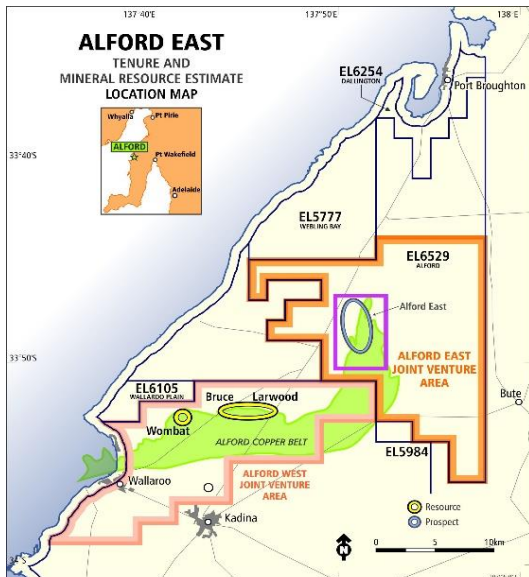 137°40'E
137°50'E
138°E
ALFORD EAST
TENURE AND
MINERAL RESOURCE ESTIMATE
LOCATION MAP
Whyalla
Pt Pirie
ALFORD
Pt Wakefield
Adelaide
EL6254
DALLINGTON
Port Broughton
33°40'
EL5777
WEBLING BAY
EL6529
ALFORD
Alford East
33°50'
ALFORD EAST
JOINT VENTURE
AREA
EL6105
WALLAROO PLAIN
Bruce
Larwood
Bute
Wombat
ALFORD COPPER BELT
EL5984
ALFORD WEST
JOINT VENTURE
AREA
Wallaroo
Kadina
Resource
Prospect
N
0
5
10km